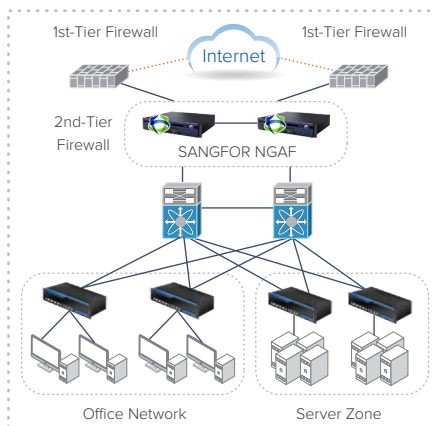 1st-Tier Firewall
1st-Tier Firewall
Internet
2nd-Tier
Firewall
SANGFOR NGAF
Office Network
Server Zone